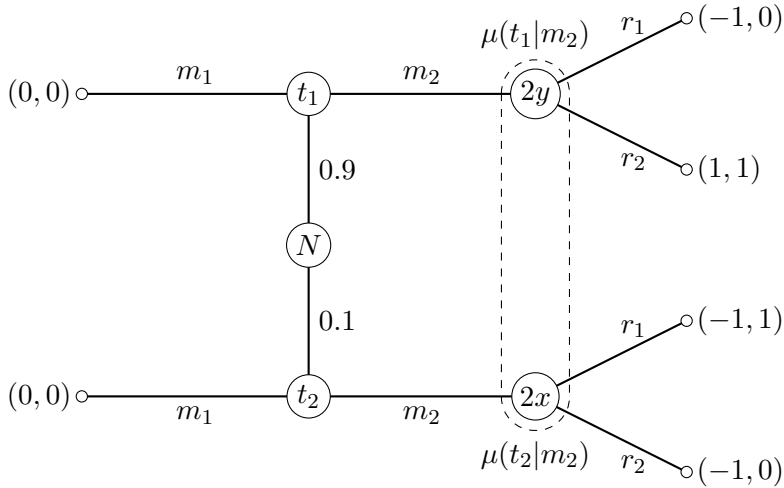 μ(t₁|m₂)
r₁
(−1, 0)
(0, 0)
m₁
t₁
m₂
2y
r₂
(1, 1)
0.9
N
0.1
r₁
(−1, 1)
(0, 0)
m₁
t₂
m₂
2x
r₂
(−1, 0)
μ(t₂|m₂)